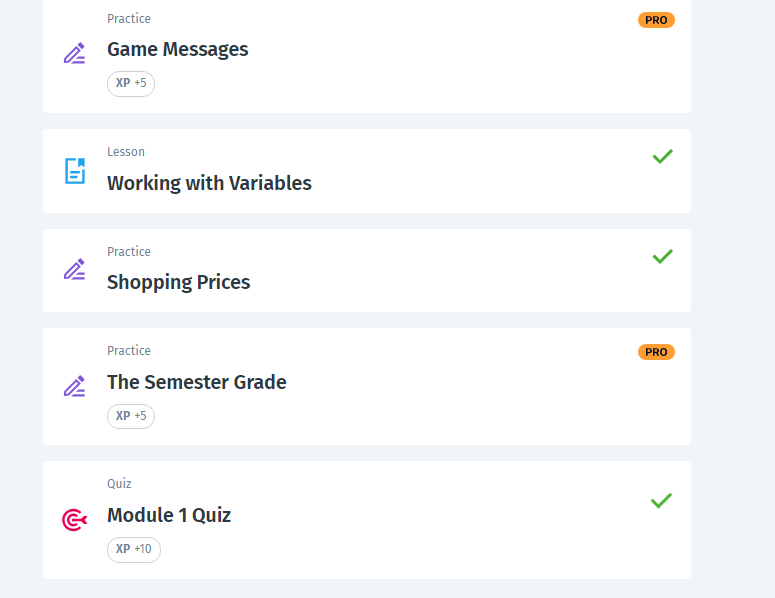 Practice
PRO
Game Messages
XP +5
Lesson
Working with Variables
Practice
Shopping Prices
Practice
PRO
The Semester Grade
XP +5
Quiz
Module 1 Quiz
XP +10